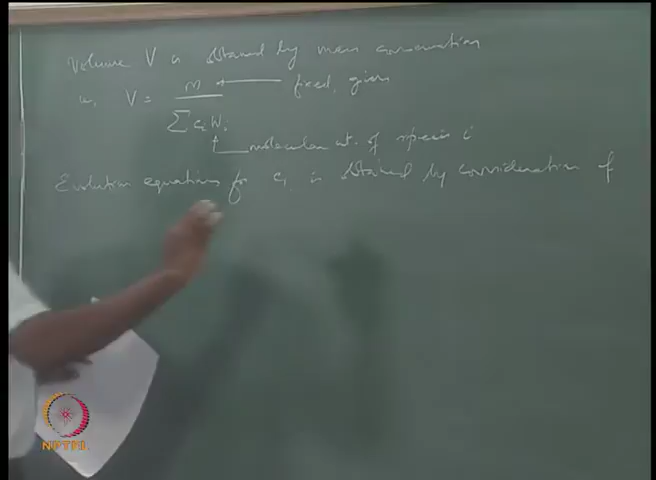 Volume V is obtained by mass conservation
as, V = m / ∑ cᵢ Wᵢ ← fixed, given
molecular wt. of species i
Evolution equations for cᵢ is obtained by consideration of
NPTEL